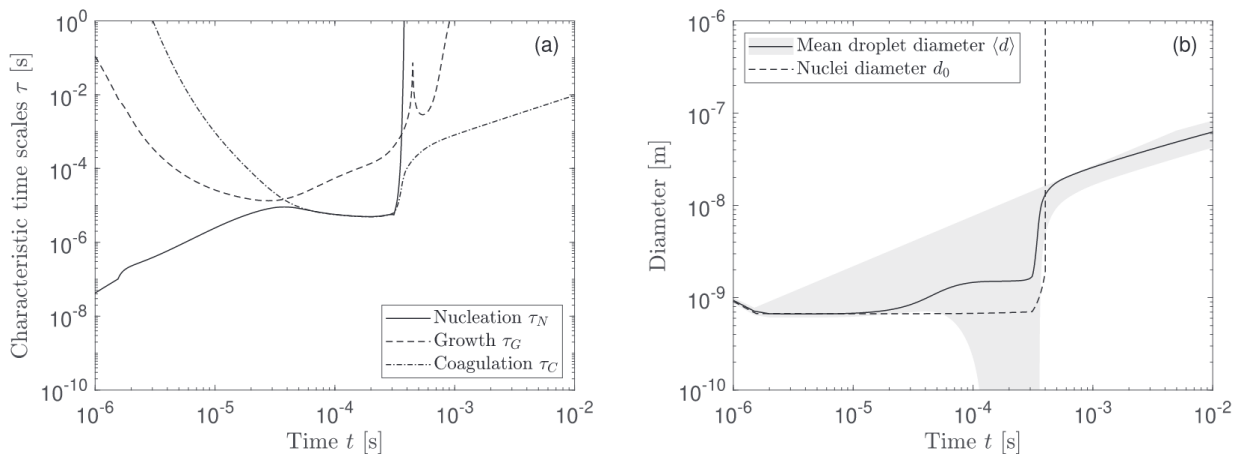 (a)
Characteristic time scales τ [s]
10^0
10^-2
10^-4
10^-6
10^-8
10^-10
Nucleation τ_N
Growth τ_G
Coagulation τ_C
10^-6 10^-5 10^-4 10^-3 10^-2
Time t [s]
(b)
Diameter [m]
10^-6
10^-7
10^-8
10^-9
10^-10
Mean droplet diameter ⟨d⟩
Nuclei diameter d_0
10^-6 10^-5 10^-4 10^-3 10^-2
Time t [s]